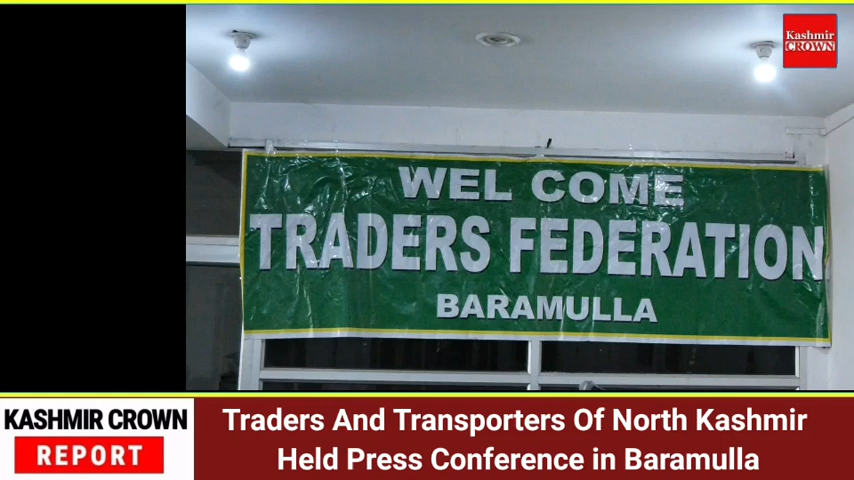 Kashmir
CROWN
WEL COME
TRADERS FEDERATION
BARAMULLA
KASHMIR CROWN
REPORT
Traders And Transporters Of North Kashmir
Held Press Conference in Baramulla